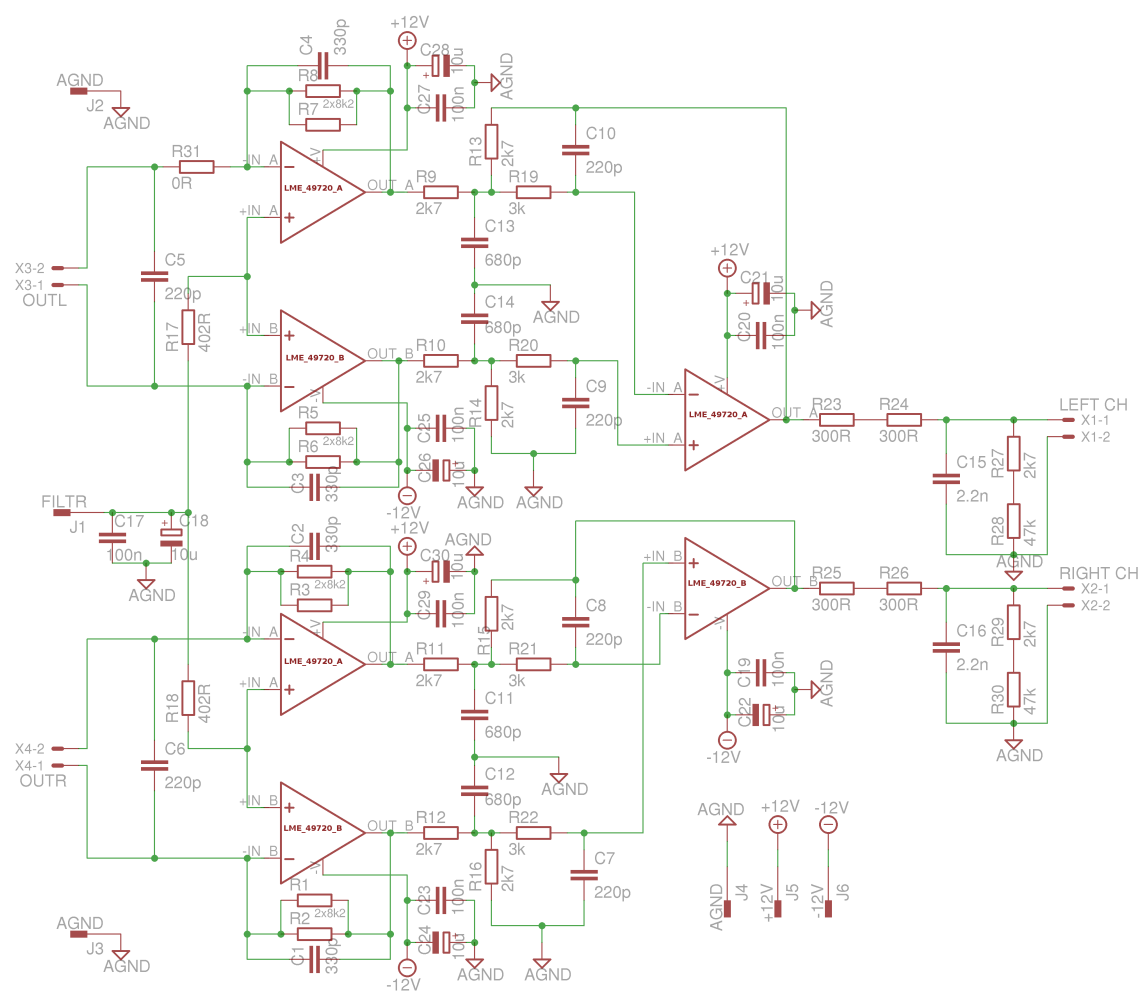 +12V
C4
330p
C28
10u
AGND
AGND
R8
2x8k2
J2
AGND
R7
C27
100n
R13
2k7
C10
220p
R31
0R
-IN A
+V
LME_49720_A
OUT A
R9
2k7
R19
3k
+IN A
C13
680p
+12V
X3-2
X3-1
OUTL
C5
220p
C21
10u
AGND
C14
680p
AGND
R17
402R
+IN B
C20
100n
LME_49720_B
OUT B
R10
2k7
R20
3k
-IN B
-V
R14
2k7
C9
220p
-IN A
+V
LME_49720_A
OUT A
+IN A
R23
300R
R24
300R
LEFT CH
X1-1
X1-2
R5
2x8k2
R6
C25
100n
C26
10u
C3
330p
AGND
AGND
-12V
C15
2.2n
R27
2k7
R28
47k
AGND
FILTR
J1
C17
100n
C18
10u
AGND
C2
330p
+12V
AGND
C30
10u
R4
2x8k2
R3
C29
100n
R15
2k7
C8
220p
+IN B
LME_49720_B
OUT B
-IN B
-V
R25
300R
R26
300R
RIGHT CH
X2-1
X2-2
-IN A
+V
LME_49720_A
OUT A
R11
2k7
R21
3k
+IN A
C16
2.2n
R29
2k7
R30
47k
AGND
R18
402R
C11
680p
C19
100n
AGND
C22
10u
-12V
X4-2
X4-1
OUTR
C6
220p
C12
680p
AGND
+IN B
LME_49720_B
OUT B
R12
2k7
R22
3k
-IN B
-V
R16
2k7
C7
220p
AGND
+12V
-12V
AGND
J4
+12V
J5
-12V
J6
R1
2x8k2
R2
C23
100n
C24
10u
C1
330p
J3
AGND
AGND
AGND
-12V